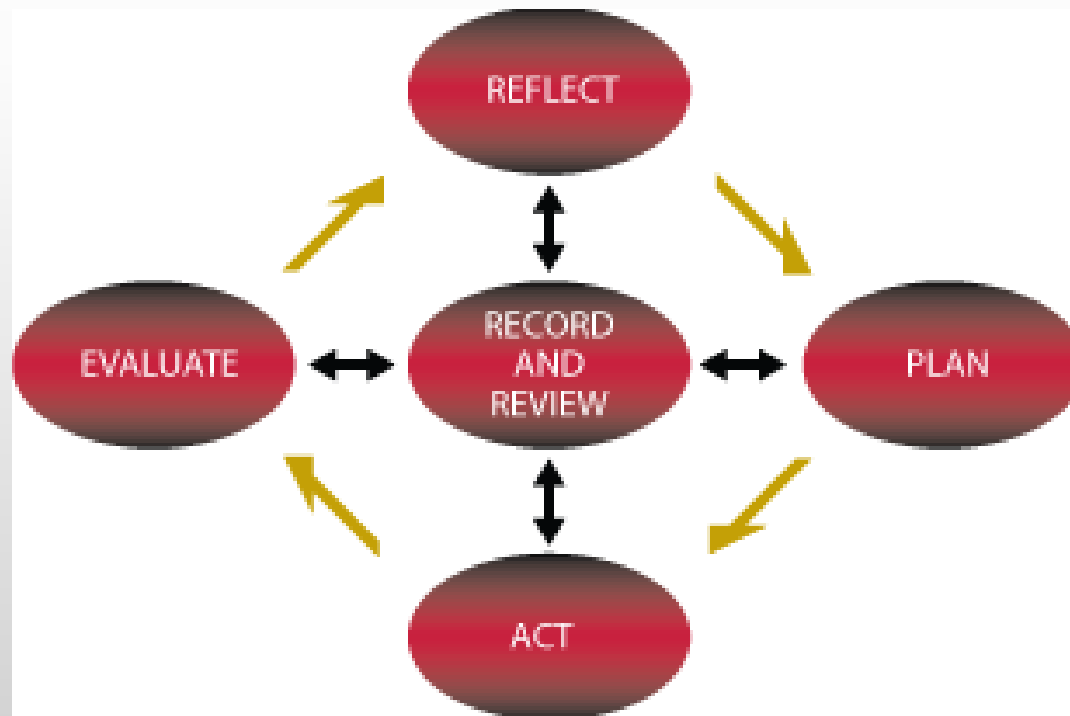 REFLECT
EVALUATE
RECORD
AND
REVIEW
PLAN
ACT